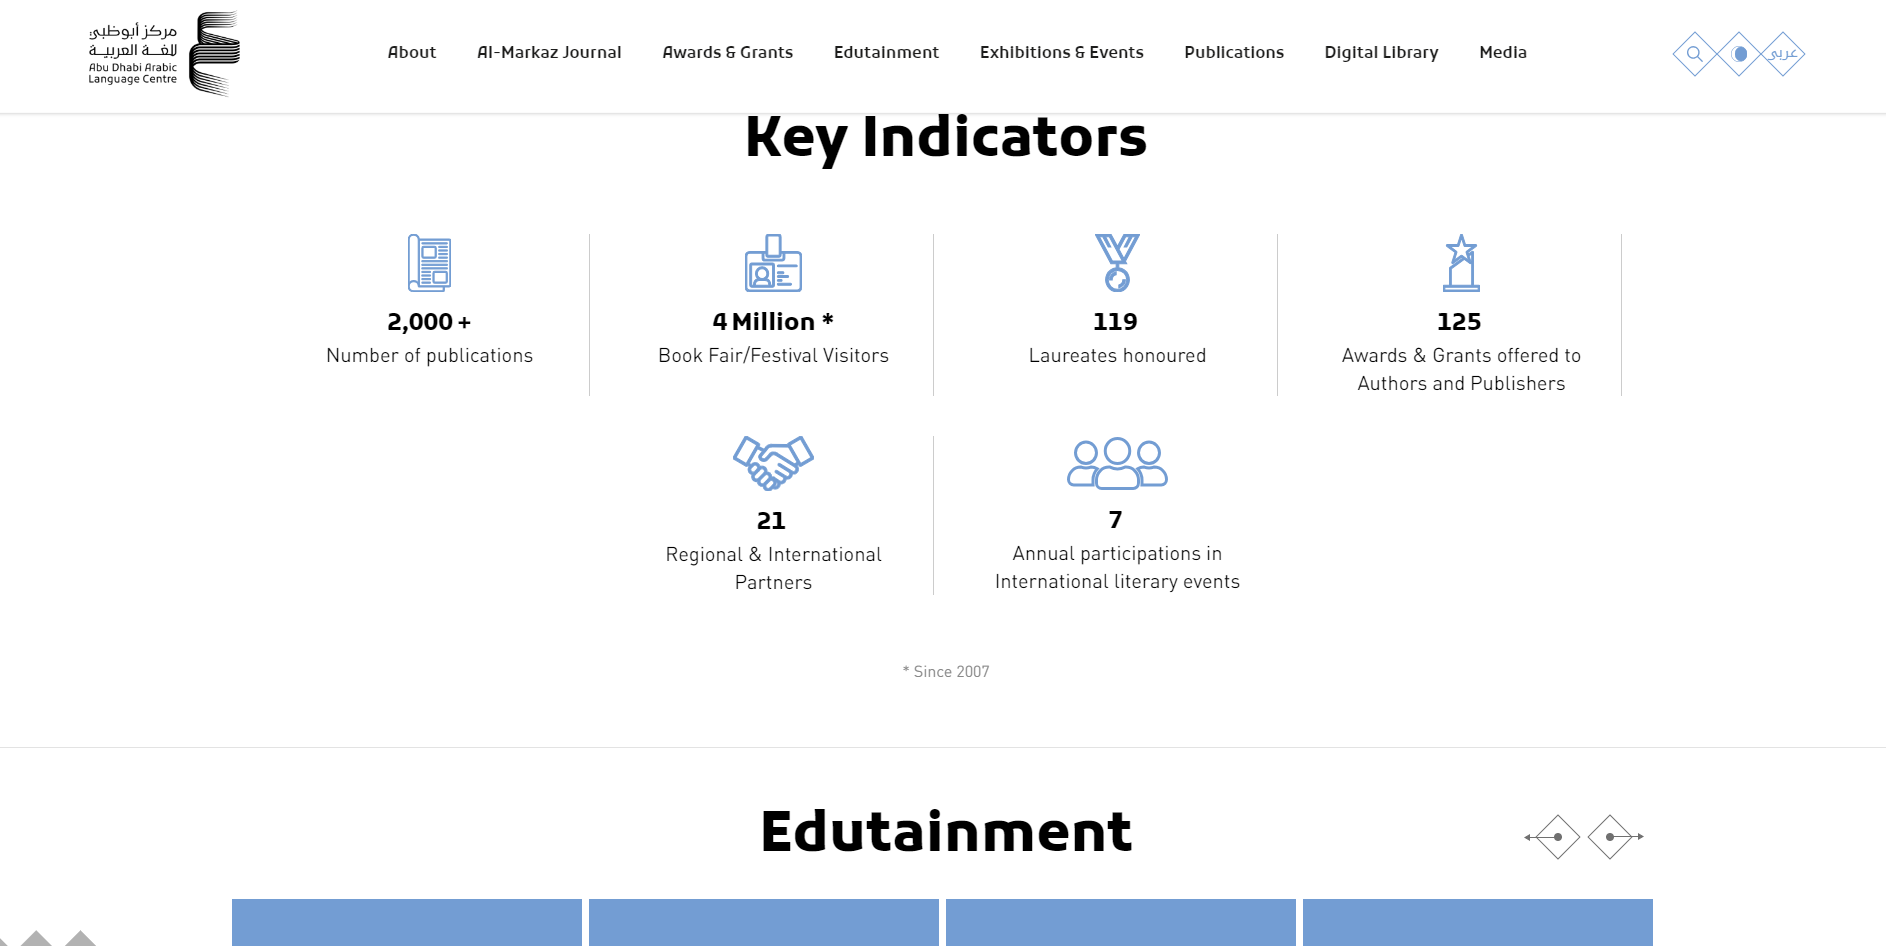 مركز أبوظبي
للغة العربية
Abu Dhabi Arabic
Language Centre
About
Al-Markaz Journal
Awards & Grants
Edutainment
Exhibitions & Events
Publications
Digital Library
Media
عربي
Key Indicators
2,000 +
Number of publications
4 Million *
Book Fair/Festival Visitors
119
Laureates honoured
125
Awards & Grants offered to
Authors and Publishers
21
Regional & International
Partners
7
Annual participations in
International literary events
* Since 2007
Edutainment